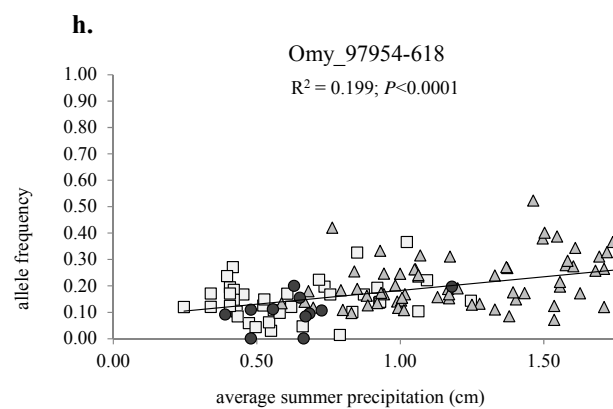 h.
Omy_97954-618
R² = 0.199; P<0.0001
1.00
0.90
0.80
0.70
0.60
0.50
0.40
0.30
0.20
0.10
0.00
allele frequency
0.00 0.50 1.00 1.50
average summer precipitation (cm)